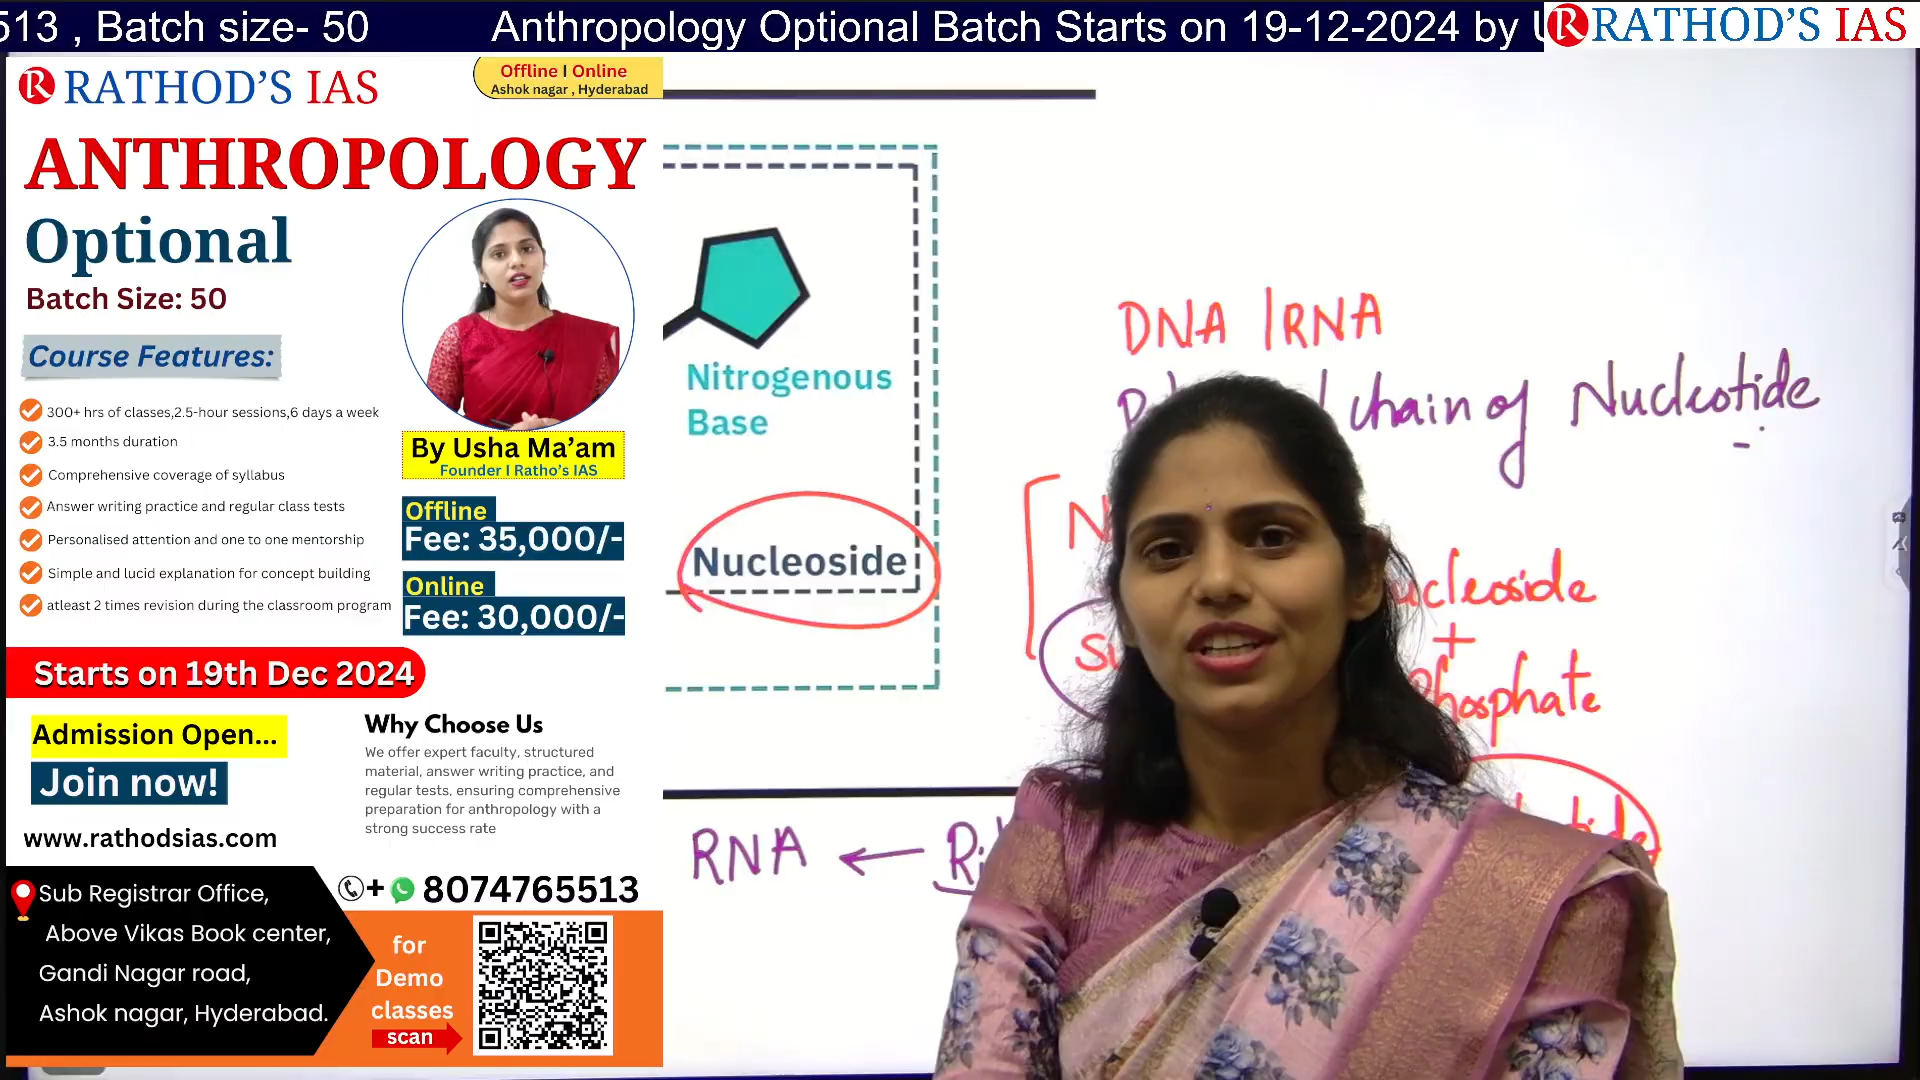 513 , Batch size- 50 Anthropology Optional Batch Starts on 19-12-2024 by
RATHOD'S IAS
RATHOD'S IAS
Offline I Online
Ashok nagar , Hyderabad
ANTHROPOLOGY
Optional
Batch Size: 50
Course Features:
300+ hrs of classes,2.5-hour sessions,6 days a week
3.5 months duration
Comprehensive coverage of syllabus
Answer writing practice and regular class tests
Personalised attention and one to one mentorship
Simple and lucid explanation for concept building
atleast 2 times revision during the classroom program
By Usha Ma'am
Founder I Ratho's IAS
Offline
Fee: 35,000/-
Online
Fee: 30,000/-
Starts on 19th Dec 2024
Admission Open...
Join now!
www.rathodsias.com
Why Choose Us
We offer expert faculty, structured
material, answer writing practice, and
regular tests, ensuring comprehensive
preparation for anthropology with a
strong success rate
8074765513
Sub Registrar Office,
Above Vikas Book center,
Gandi Nagar road,
Ashok nagar, Hyderabad.
for
Demo
classes
scan
Nitrogenous
Base
Nucleoside
DNA | RNA
chain of Nucleotide
+
Phosphate
RNA ←